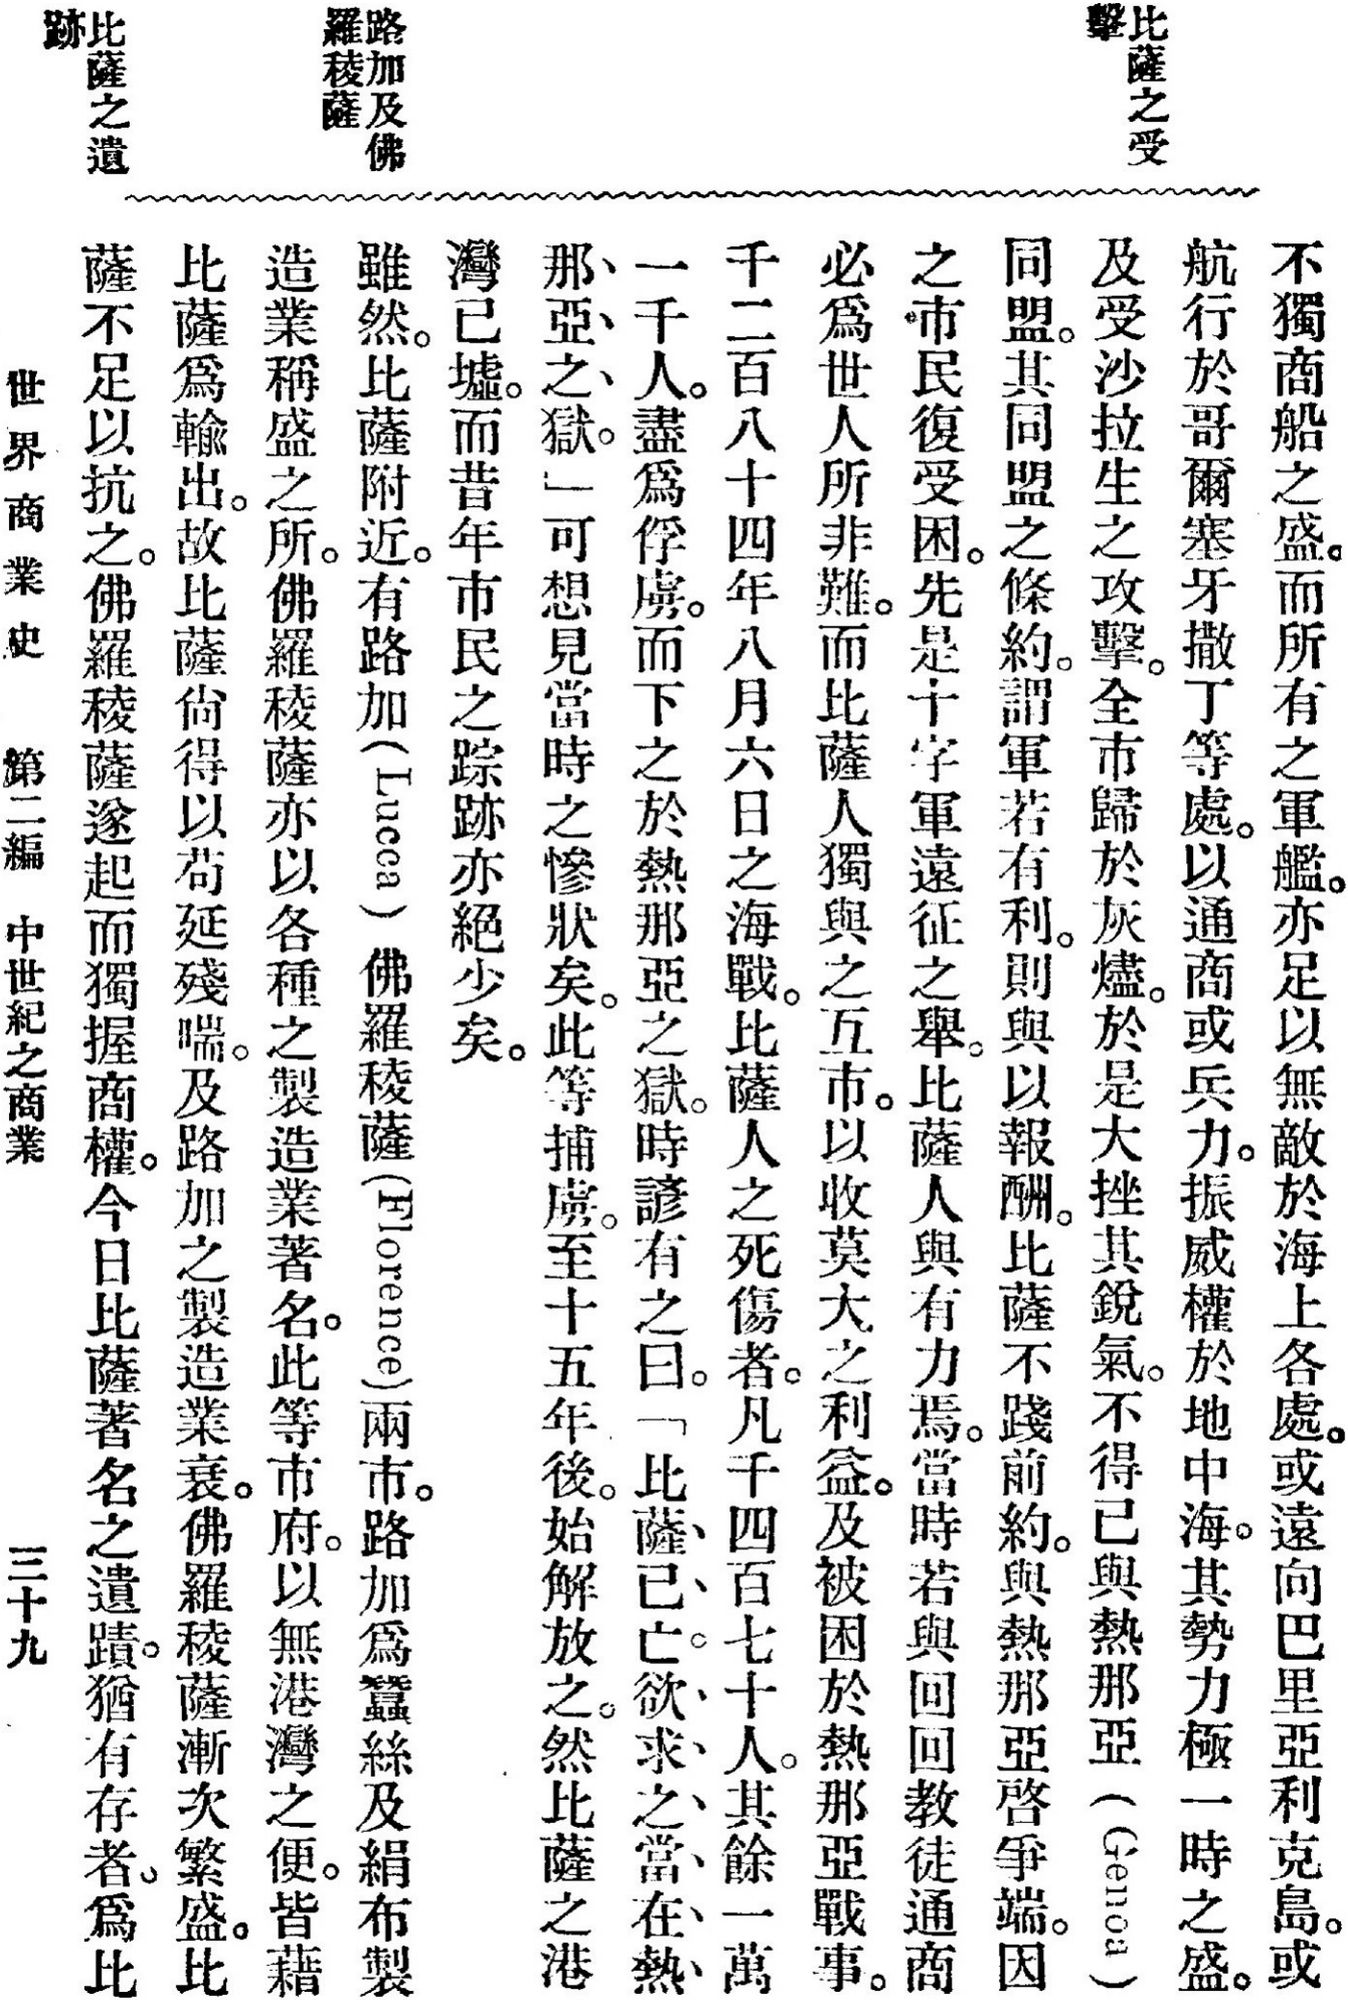 比薩之受
擊
路加及佛
羅稜薩
比薩之遺
跡
不獨商船之盛。而所有之軍艦。亦足以無敵於海上各處。或遠向巴里亞利克島。或
航行於哥爾塞牙撒丁等處。以通商或兵力。振威權於地中海。其勢力極一時之盛。
及受沙拉生之攻擊。全市歸於灰燼。於是大挫其銳氣。不得已與熱那亞(Genoa)
同盟。其同盟之條約。謂軍若有利。則與以報酬。比薩不踐前約。與熱那亞啓爭端。因
之市民復受困。先是十字軍遠征之舉。比薩人與有力焉。當時若與回回教徒通商
必爲世人所非難。而比薩人獨與之互市。以收莫大之利益。及被困於熱那亞戰事。
千二百八十四年八月六日之海戰。比薩人之死傷者。凡千四百七十人。其餘一萬
一千人。盡爲俘虜。而下之於熱那亞之獄。時諺有之曰。「比薩已亡。欲求之、當在熱
那亞之獄。」可想見當時之慘狀矣。此等捕虜。至十五年後。始解放之。然比薩之港
灣已墟。而昔年市民之踪跡亦絕少矣。
雖然。比薩附近。有路加(Lucca)佛羅稜薩(Florence)兩市。路加爲蠶絲及絹布製
造業稱盛之所。佛羅稜薩亦以各種之製造業著名。此等市府。以無港灣之便。皆藉
比薩爲輸出。故比薩尙得以苟延殘喘。及路加之製造業衰。佛羅稜薩漸次繁盛。比
薩不足以抗之。佛羅稜薩遂起而獨握商權。今日比薩著名之遺蹟。猶有存者。爲比
世界商業史 第二編 中世紀之商業 三十九